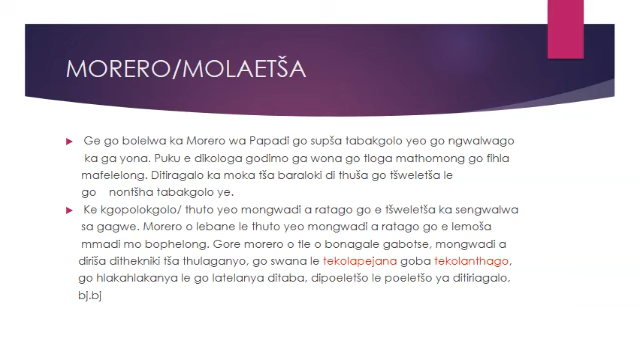 MORERO/MOLAETŠA
Ge go bolelwa ka Morero wa Papadi go supša tabakgolo yeo go ngwalwago
ka ga yona. Puku e dikologa godimo ga wona go tloga mathomong go fihla
mafelelong. Ditiragalo ka moka tša baraloki di thuša go tšweletša le
go nontšha tabakgolo ye.
Ke kgopolokgolo/ thuto yeo mongwadi a ratago go e tšweletša ka sengwalwa
sa gagwe. Morero o lebane le thuto yeo mongwadi a ratago go e lemoša
mmadi mo bophelong. Gore morero o tle o bonagale gabotse, mongwadi a
diriša dithekniki tša thulaganyo, go swana le tekolapejana goba tekolanthago,
go hlakahlakanya le go latelanya ditaba, dipoeletšo le poeletšo ya ditiriagalo,
bj.bj